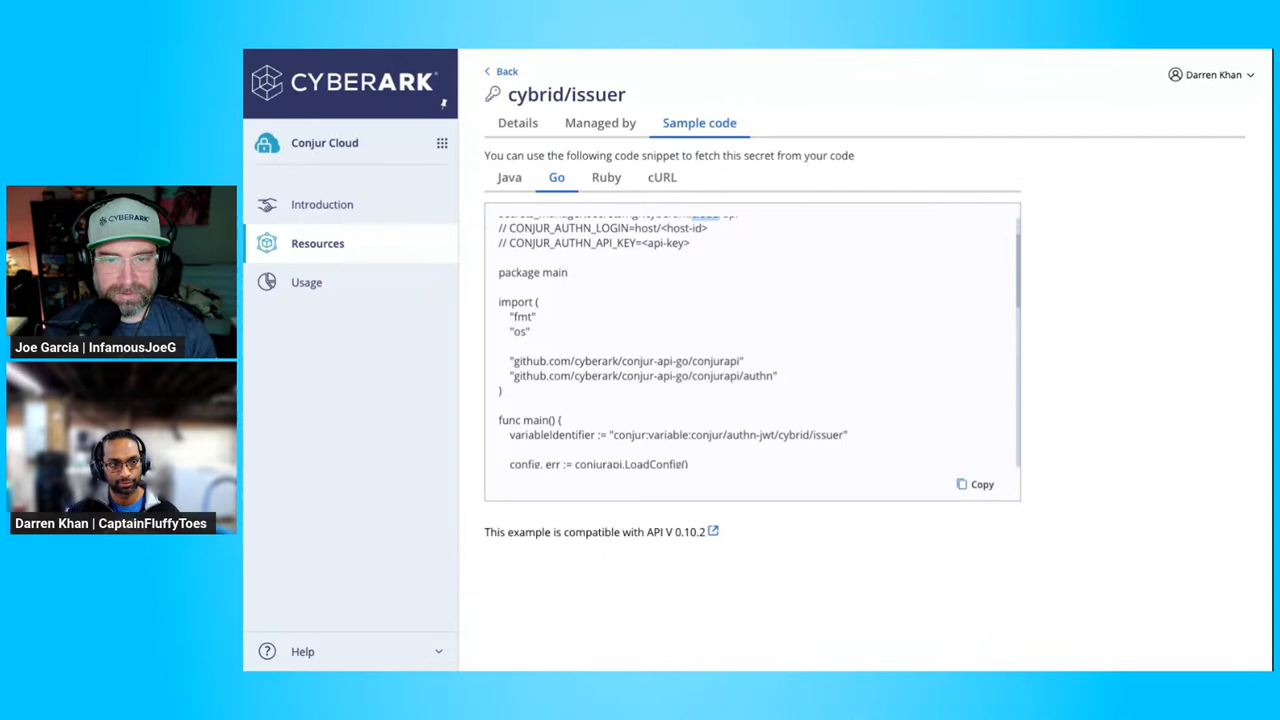 CYBERARK
Conjur Cloud
Introduction
Resources
Usage
Help
Back
cybrid/issuer
Darren Khan
Details
Managed by
Sample code
You can use the following code snippet to fetch this secret from your code
Java
Go
Ruby
cURL
// CONJUR_AUTHN_LOGIN=host/<host-id>
// CONJUR_AUTHN_API_KEY=<api-key>
package main
import (
"fmt"
"os"
"github.com/cyberark/conjur-api-go/conjurapi"
"github.com/cyberark/conjur-api-go/conjurapi/authn"
)
func main() {
variableIdentifier := "conjur:variable:conjur/authn-jwt/cybrid/issuer"
config, err := conjurapi.LoadConfig()
Copy
This example is compatible with API V 0.10.2
CYBERARK
Joe Garcia | InfamousJoeG
Darren Khan | CaptainFluffyToes